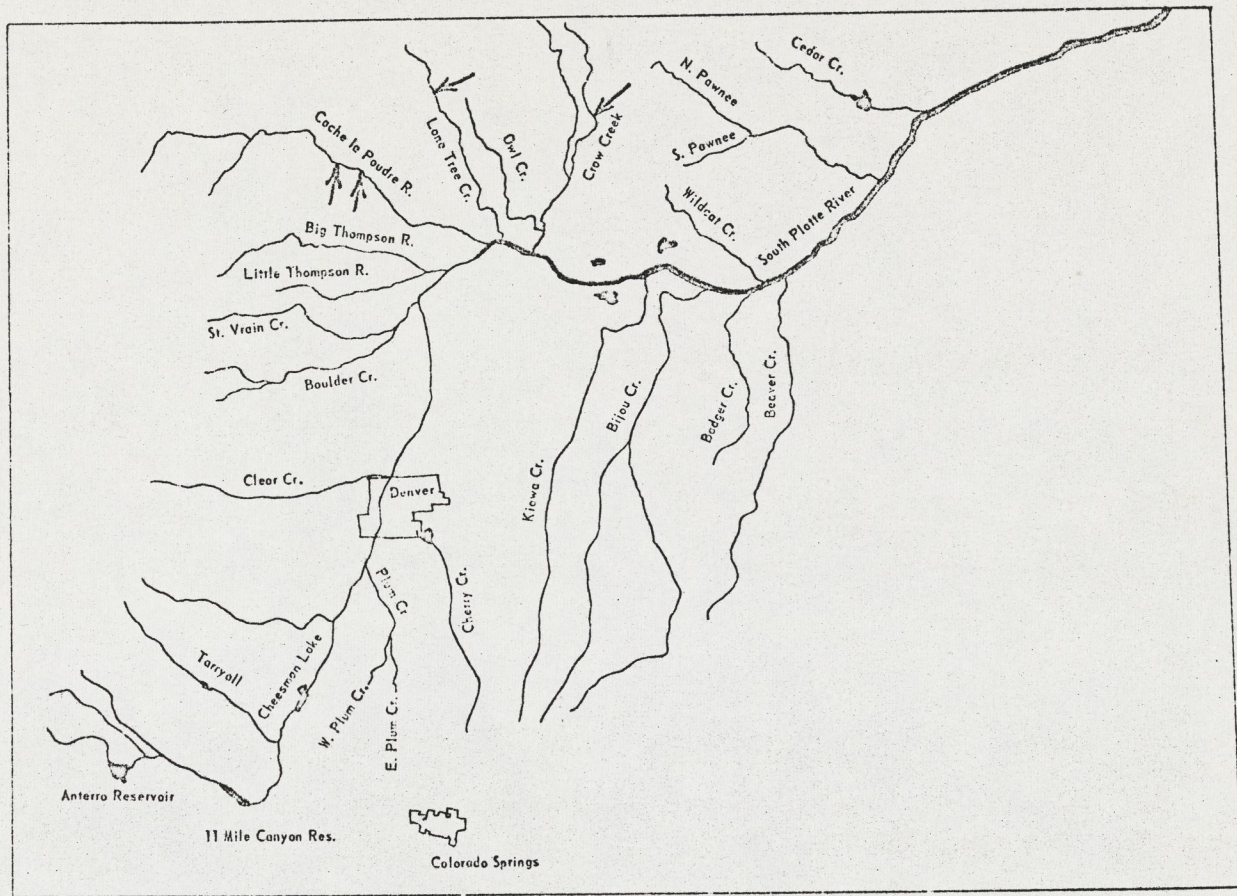 Cedar Cr.
N. Pawnee
S. Pawnee
Cache la Poudre R.
Lone Tree Cr.
Owl Cr.
Crow Creek
Wildcat Cr.
South Platte River
Big Thompson R.
Little Thompson R.
St. Vrain Cr.
Boulder Cr.
Clear Cr.
Denver
Kiowa Cr.
Bijou Cr.
Badger Cr.
Beaver Cr.
Plum Cr
Cherry Cr.
Tarryall
Cheesman Lake
W. Plum Cr.
E. Plum Cr.
Anterro Reservoir
11 Mile Canyon Res.
Colorado Springs